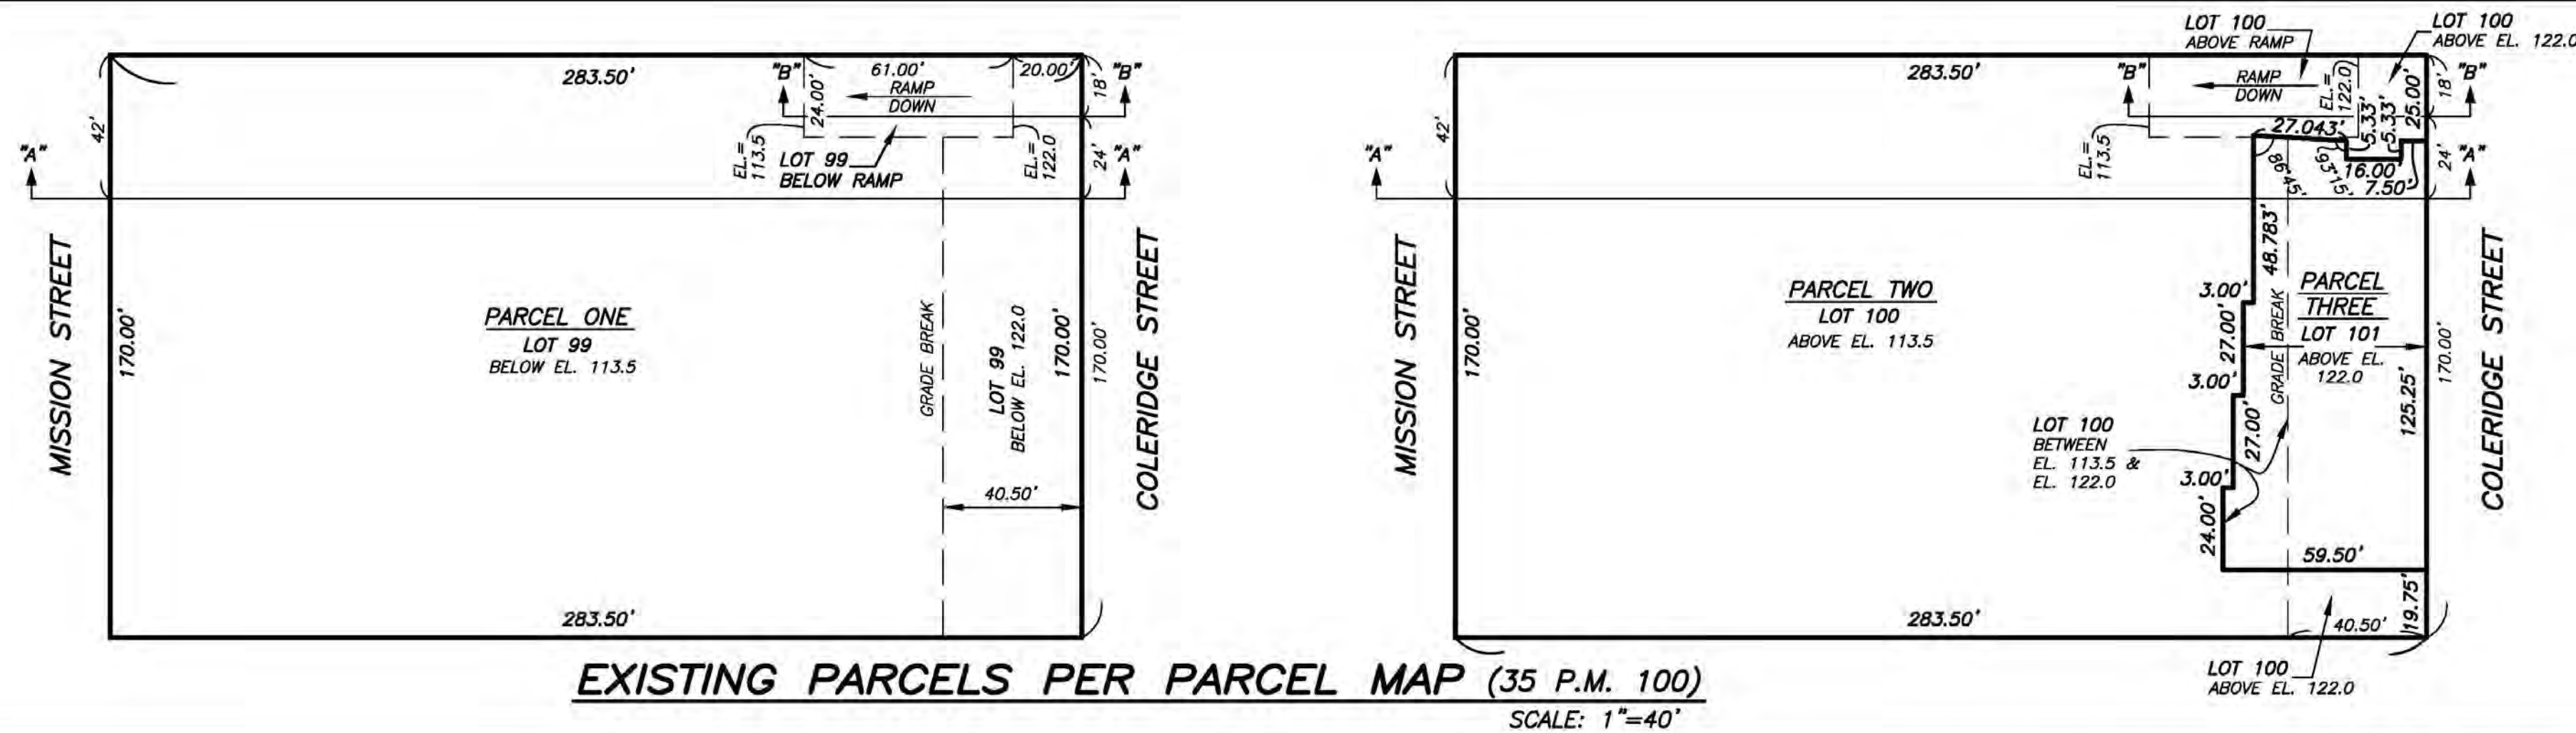 283.50'
"B"
61.00'
20.00'
"B"
RAMP
DOWN
24.00'
18'
42'
"A"
EL.=
113.5
LOT 99
BELOW RAMP
EL.=
122.0
24'
"A"
MISSION STREET
170.00'
PARCEL ONE
LOT 99
BELOW EL. 113.5
GRADE BREAK
LOT 99
BELOW EL. 122.0
170.00'
170.00'
COLERIDGE STREET
40.50'
283.50'
LOT 100
ABOVE RAMP
LOT 100
ABOVE EL. 122.0
283.50'
"B"
RAMP
DOWN
EL.=
122.0
5.33'
5.33'
25.00'
18'
"B"
42'
"A"
EL.=
113.5
27.043'
86°45'
93°15'
16.00'
7.50'
24'
"A"
MISSION STREET
170.00'
PARCEL TWO
LOT 100
ABOVE EL. 113.5
48.783'
3.00'
27.00'
3.00'
27.00'
3.00'
24.00'
GRADE BREAK
PARCEL
THREE
LOT 101
ABOVE EL.
122.0
125.25'
170.00'
COLERIDGE STREET
LOT 100
BETWEEN
EL. 113.5 &
EL. 122.0
59.50'
19.75'
283.50'
40.50'
LOT 100
ABOVE EL. 122.0
EXISTING PARCELS PER PARCEL MAP (35 P.M. 100)
SCALE: 1"=40'